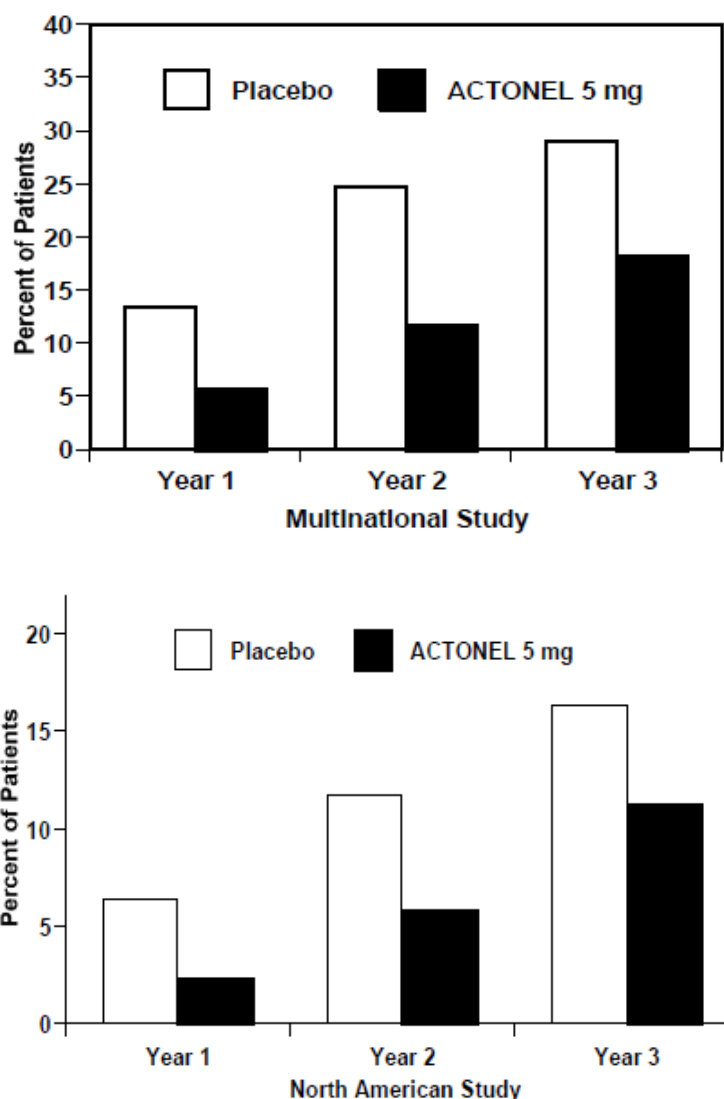 40
35
30
25
20
15
10
5
0
Percent of Patients
Placebo ACTONEL 5 mg
Year 1 Year 2 Year 3
Multinational Study
20
15
10
5
0
Percent of Patients
Placebo ACTONEL 5 mg
Year 1 Year 2 Year 3
North American Study